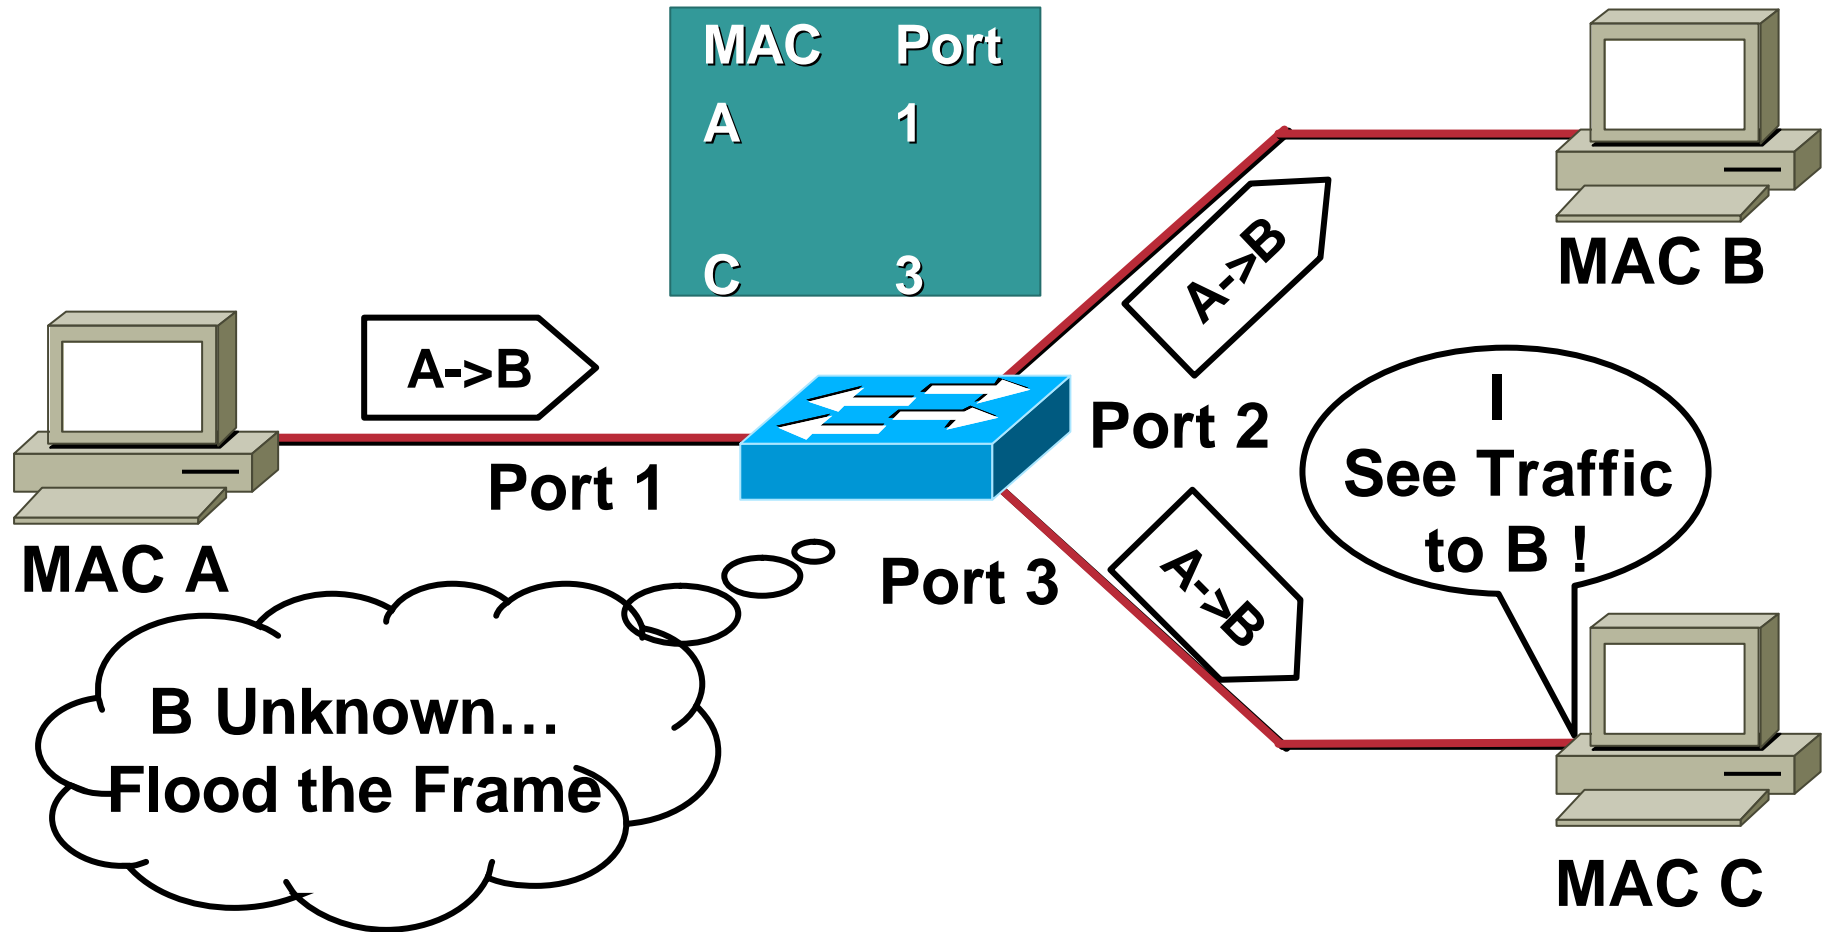 MAC Port
A 1
C 3
MAC B
A->B
A->B
I
See Traffic
to B !
Port 2
Port 1
MAC A
Port 3
A->B
B Unknown…
Flood the Frame
MAC C